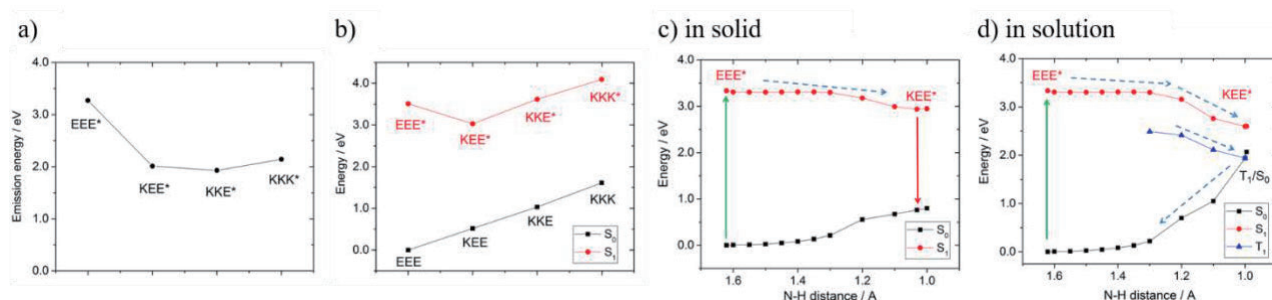 a)
4.0
3.0
2.0
1.0
0.0
Emission energy / eV
EEE*
KEE*
KKE*
KKK*
b)
4.0
3.0
2.0
1.0
0.0
Energy / eV
EEE*
KEE*
KKE*
KKK*
EEE
KEE
KKE
KKK
S₀
S₁
c) in solid
4.0
3.0
2.0
1.0
0.0
Energy / eV
EEE*
KEE*
S₀
S₁
1.6 1.4 1.2 1.0
N-H distance / A
d) in solution
4.0
3.0
2.0
1.0
0.0
Energy / eV
EEE*
KEE*
T₁/S₀
S₀
S₁
T₁
1.6 1.4 1.2 1.0
N-H distance / A